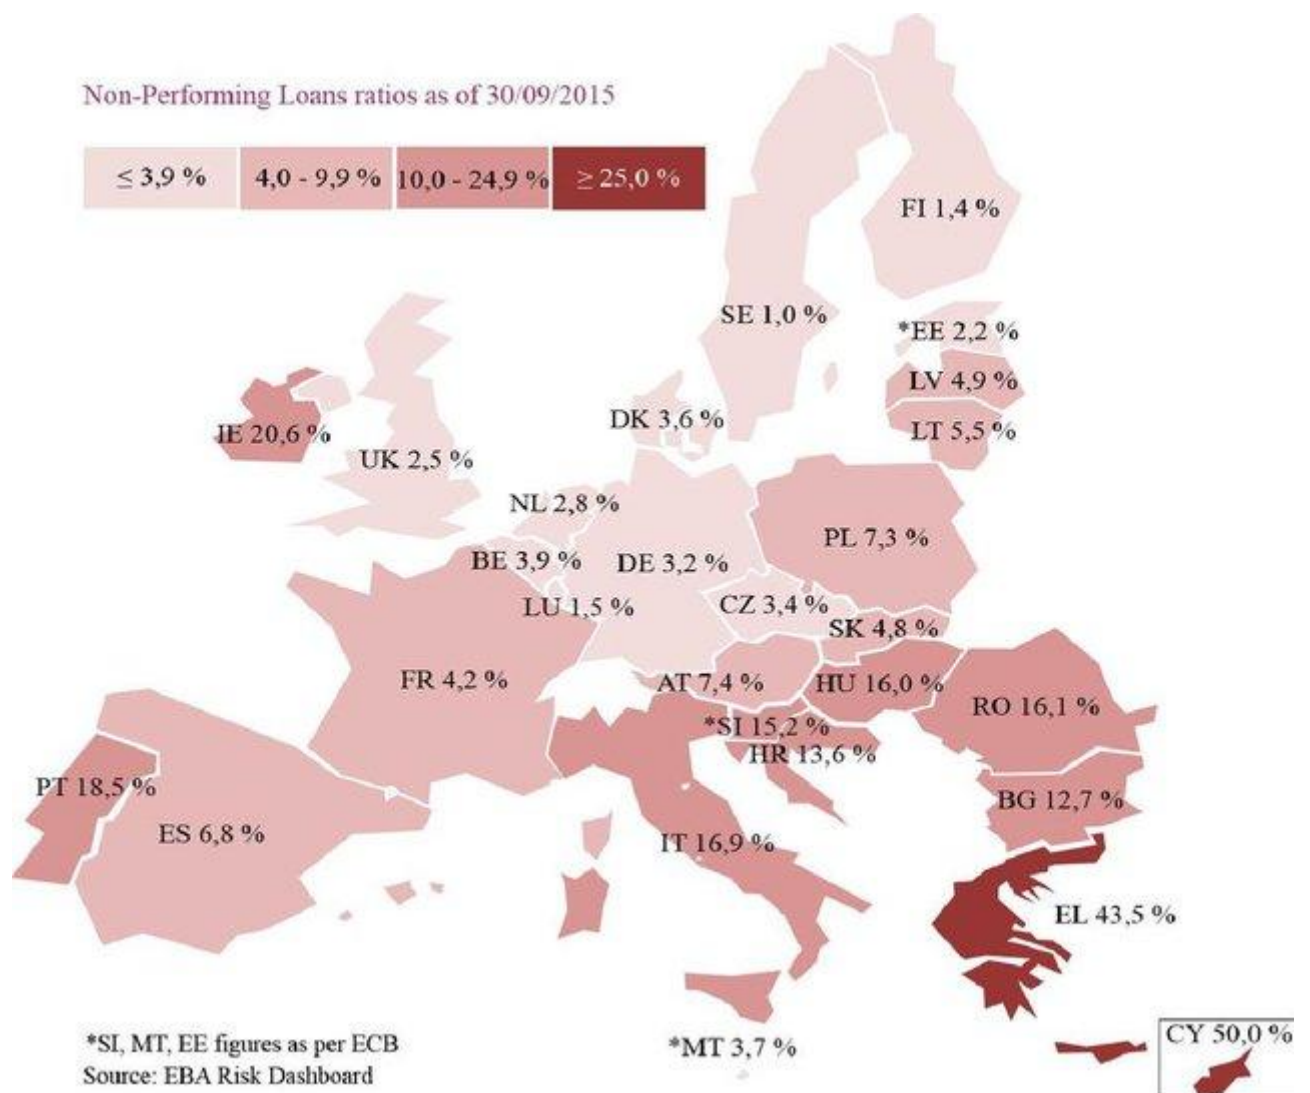 Non-Performing Loans ratios as of 30/09/2015
≤ 3,9 %
4,0 - 9,9 %
10,0 - 24,9 %
≥ 25,0 %
FI 1,4 %
SE 1,0 %
*EE 2,2 %
LV 4,9 %
DK 3,6 %
LT 5,5 %
IE 20,6 %
UK 2,5 %
NL 2,8 %
PL 7,3 %
BE 3,9 %
DE 3,2 %
LU 1,5 %
CZ 3,4 %
SK 4,8 %
FR 4,2 %
AT 7,4 %
HU 16,0 %
RO 16,1 %
*SI 15,2 %
HR 13,6 %
PT 18,5 %
BG 12,7 %
ES 6,8 %
IT 16,9 %
EL 43,5 %
CY 50,0 %
*MT 3,7 %
*SI, MT, EE figures as per ECB
Source: EBA Risk Dashboard